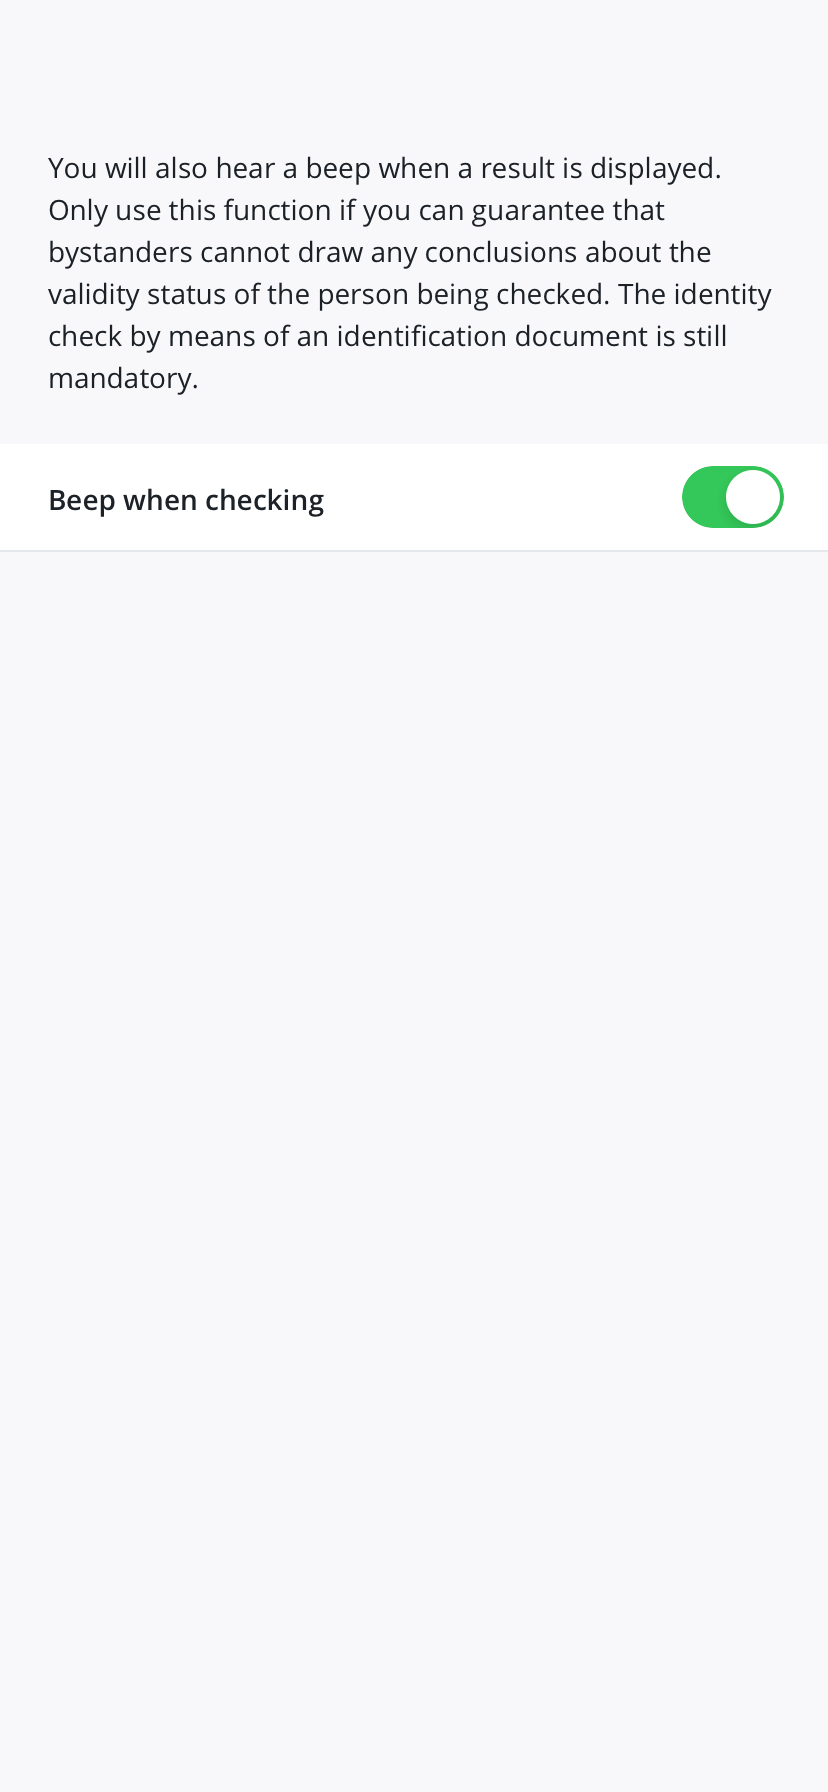 You will also hear a beep when a result is displayed.
Only use this function if you can guarantee that
bystanders cannot draw any conclusions about the
validity status of the person being checked. The identity
check by means of an identification document is still
mandatory.
Beep when checking